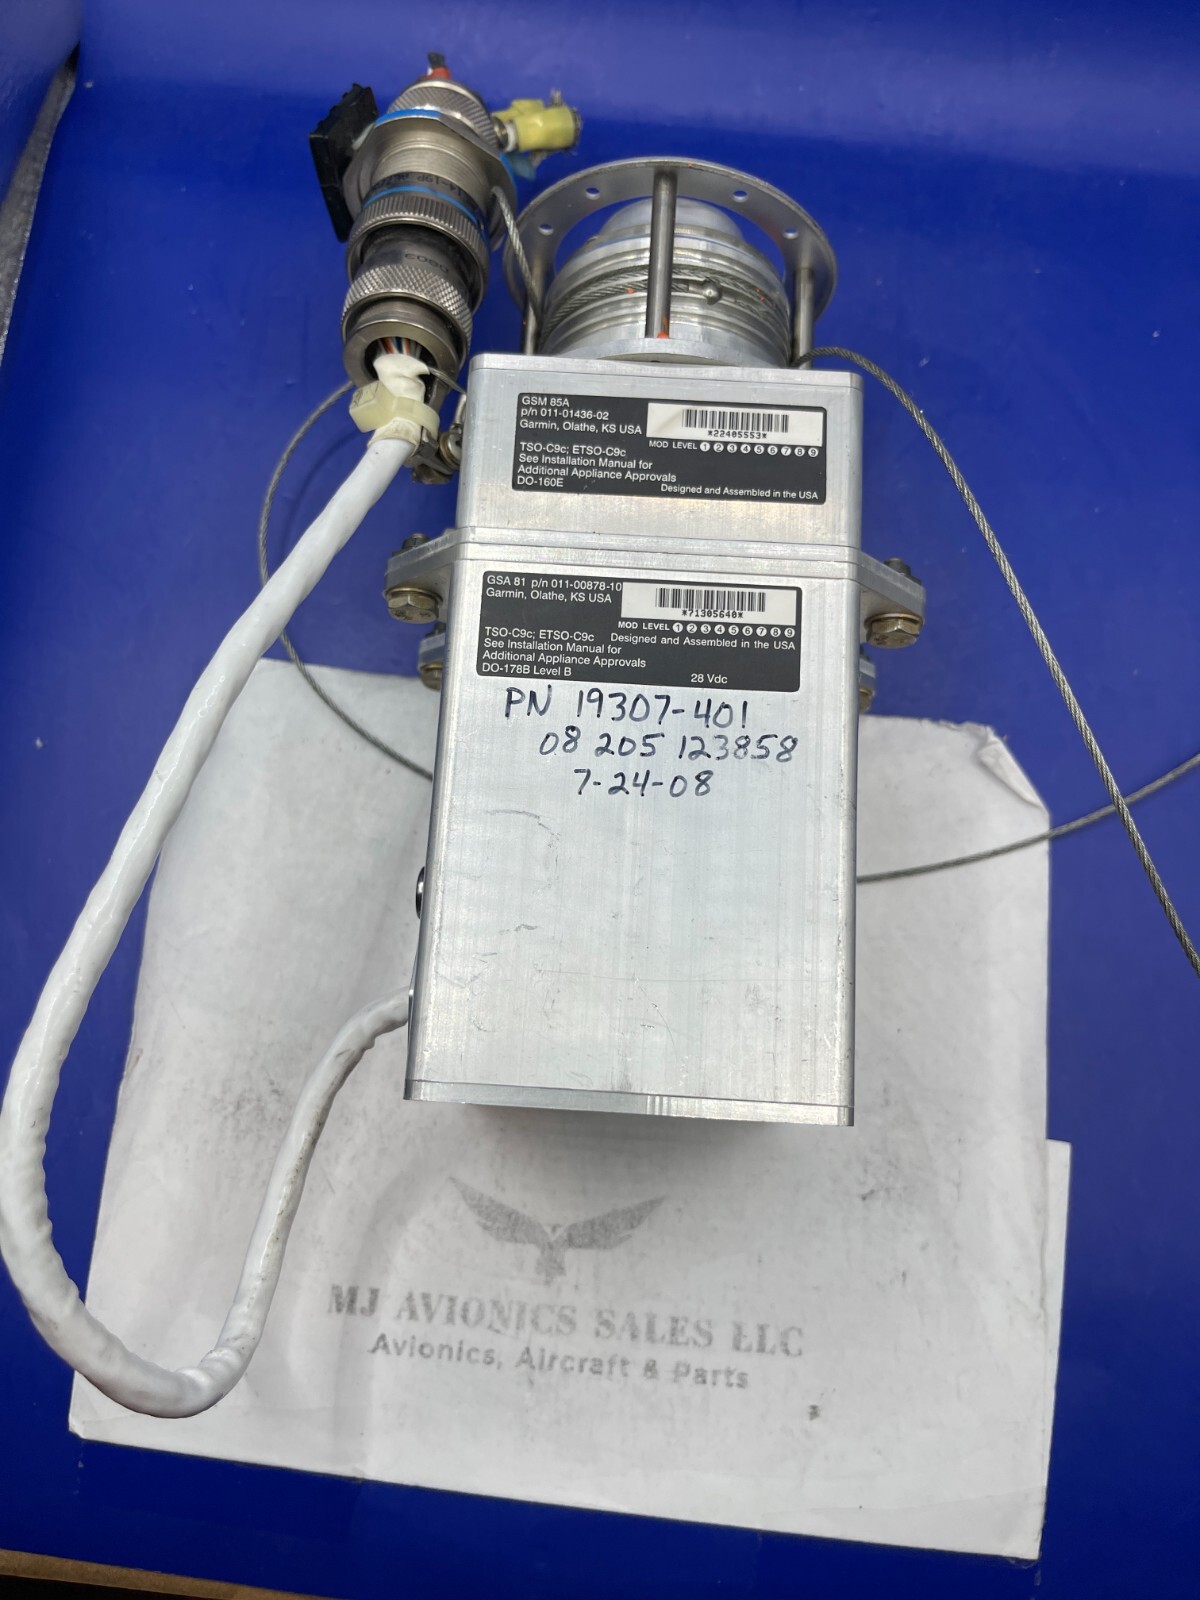 0503
GSM 85A
p/n 011-01436-02
Garmin, Olathe, KS USA
*22405553*
MOD LEVEL 1 2 3 4 5 6 7 8 9
TSO-C9c; ETSO-C9c
See Installation Manual for
Additional Appliance Approvals
DO-160E
Designed and Assembled in the USA
GSA 81 p/n 011-00878-10
Garmin, Olathe, KS USA
*71305640*
MOD LEVEL 1 2 3 4 5 6 7 8 9
TSO-C9c; ETSO-C9c Designed and Assembled in the USA
See Installation Manual for
Additional Appliance Approvals
DO-178B Level B 28 Vdc
PN 19307-401
08 205 123858
7-24-08
MJ AVIONICS SALES LLC
Avionics, Aircraft & Parts